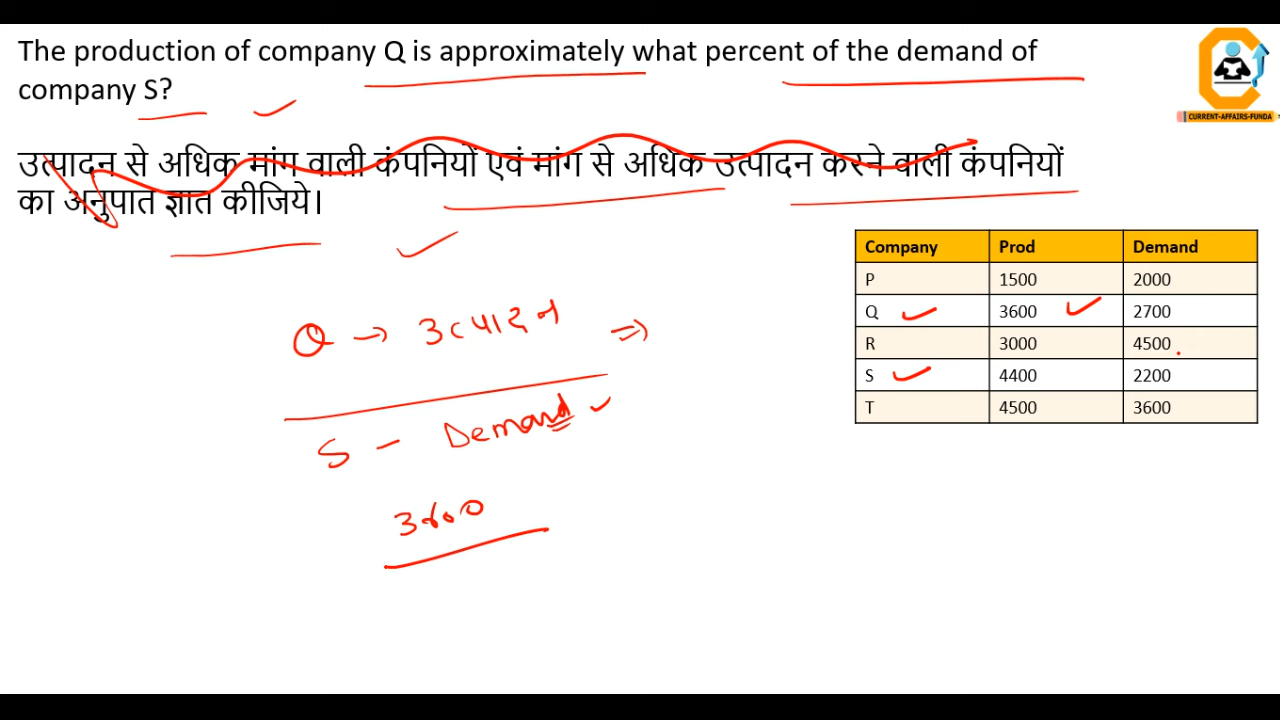 The production of company Q is approximately what percent of the demand of
company S?
CURRENT-AFFAIRS-FUNDA
उत्पादन से अधिक मांग वाली कंपनियों एवं मांग से अधिक उत्पादन करने वाली कंपनियों
का अनुपात ज्ञात कीजिये।
Company Prod Demand
P 1500 2000
Q 3600 2700
R 3000 4500
S 4400 2200
T 4500 3600
Q → उत्पादन ⇒
S - Demand
3600